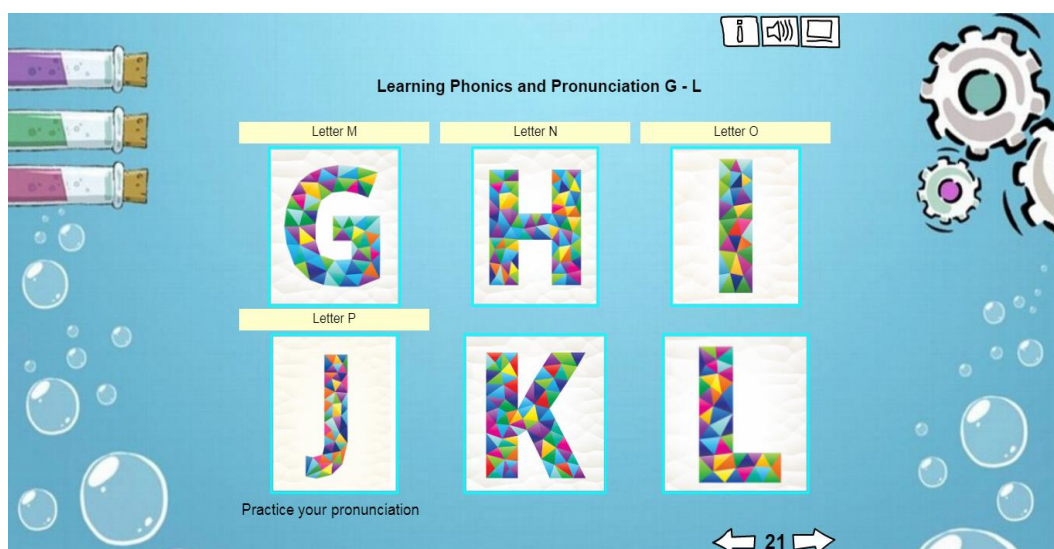 Learning Phonics and Pronunciation G - L
Letter M Letter N Letter O
G H I
Letter P
J K L
Practice your pronunciation
21